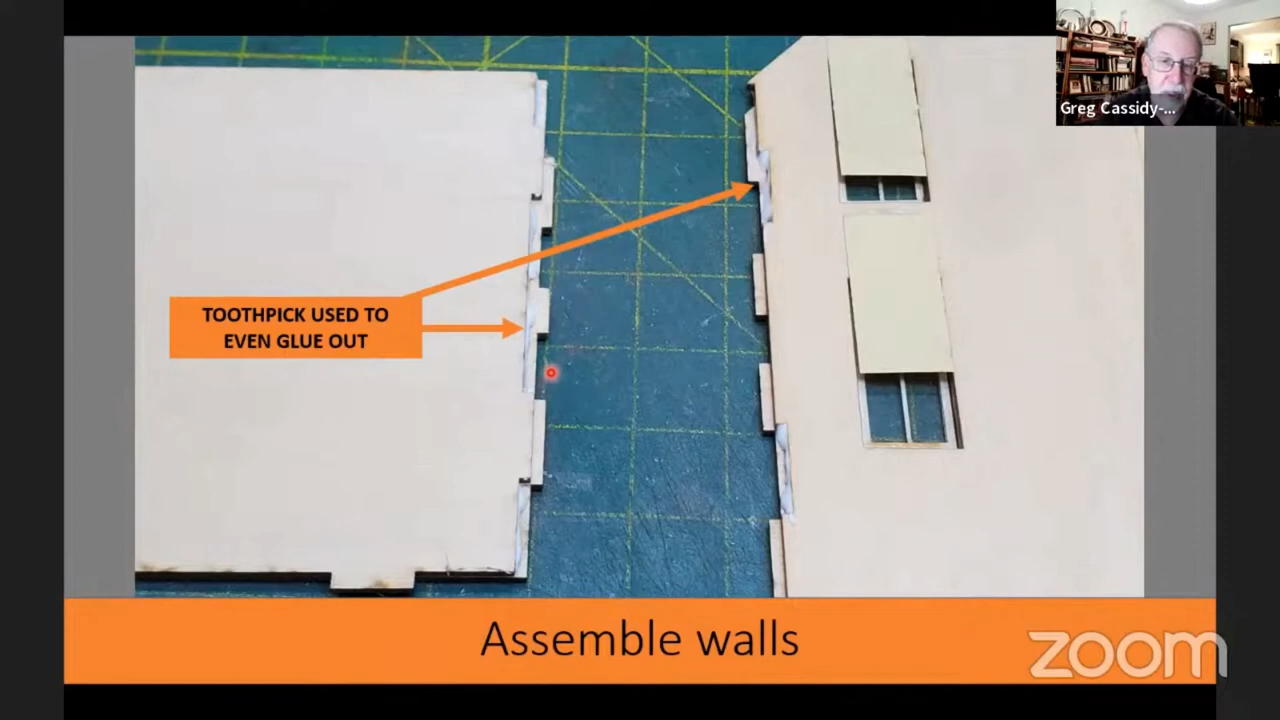 Greg Cassidy-...
TOOTHPICK USED TO
EVEN GLUE OUT
Assemble walls
zoom